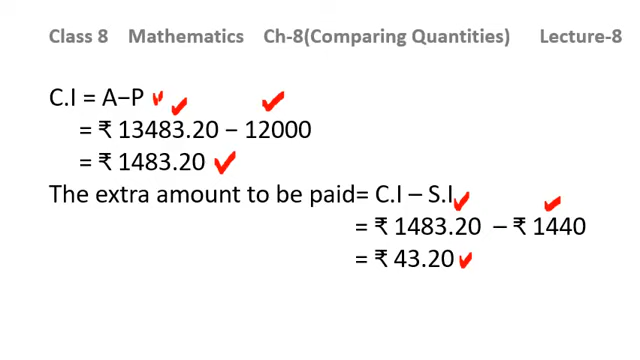 Class 8 Mathematics Ch-8(Comparing Quantities) Lecture-8
C.I = A−P
= ₹ 13483.20 − 12000
= ₹ 1483.20
The extra amount to be paid= C.I – S.I
= ₹ 1483.20 – ₹ 1440
= ₹ 43.20